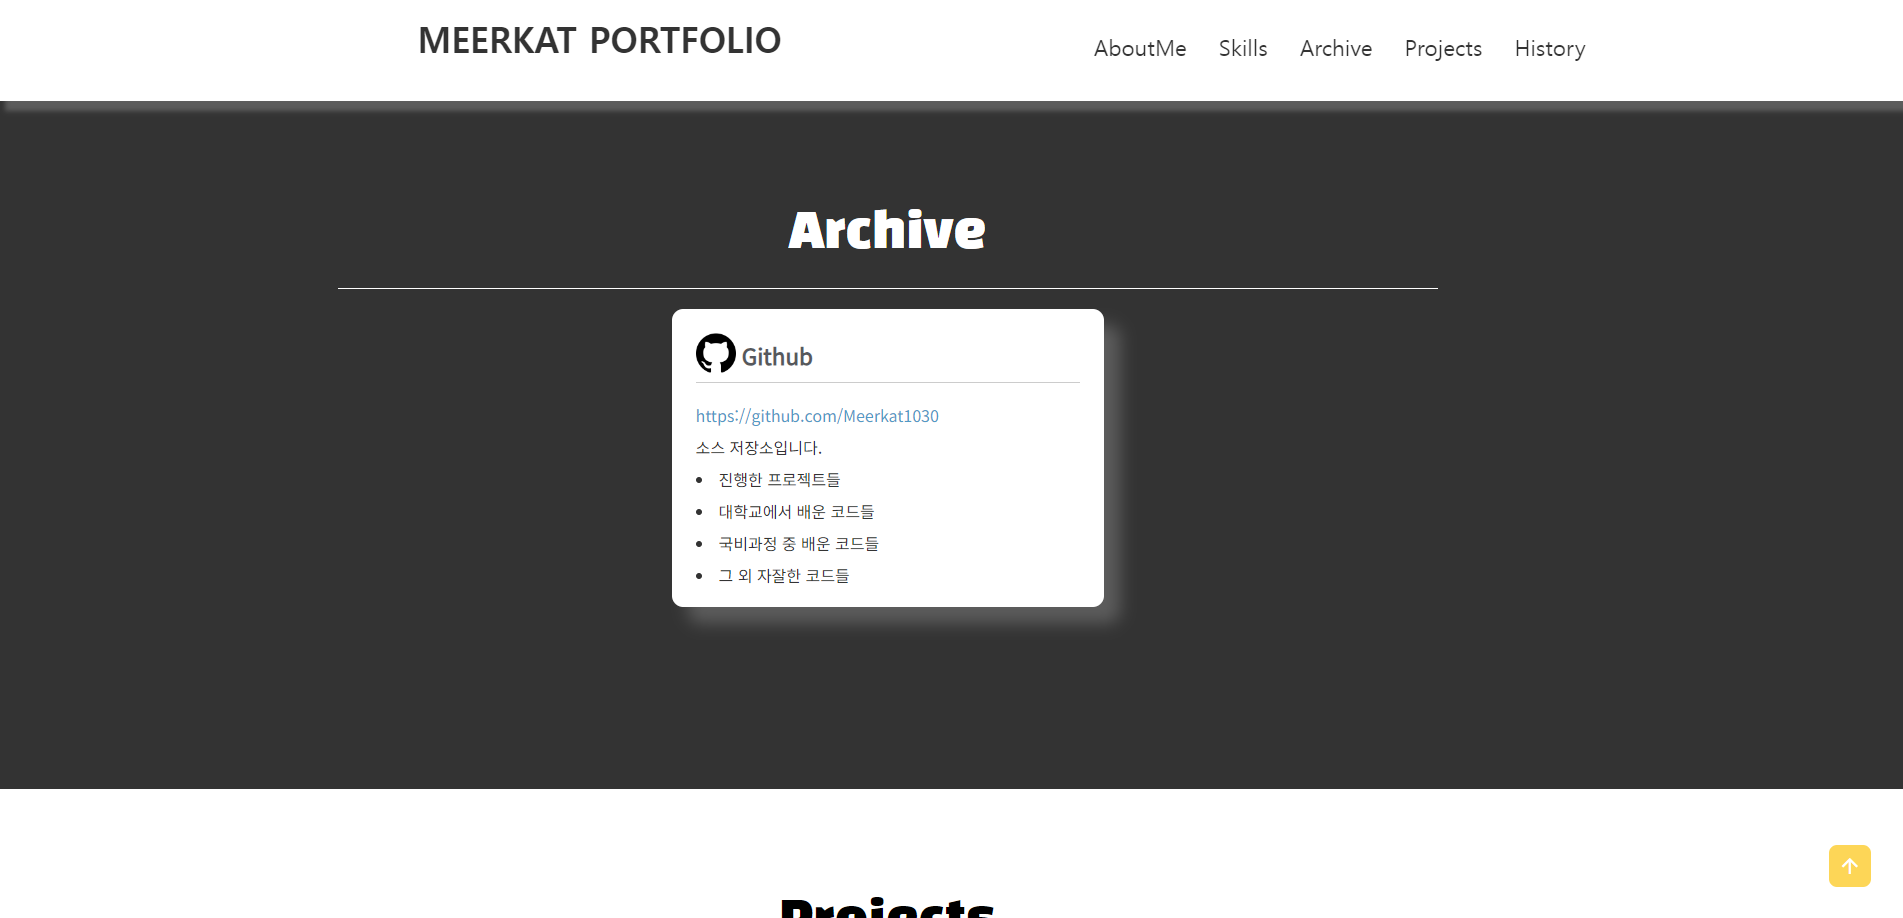 MEERKAT PORTFOLIO
AboutMe Skills Archive Projects History
Archive
Github
https://github.com/Meerkat1030
소스 저장소입니다.
진행한 프로젝트들
대학교에서 배운 코드들
국비과정 중 배운 코드들
그 외 자잘한 코드들
Projects